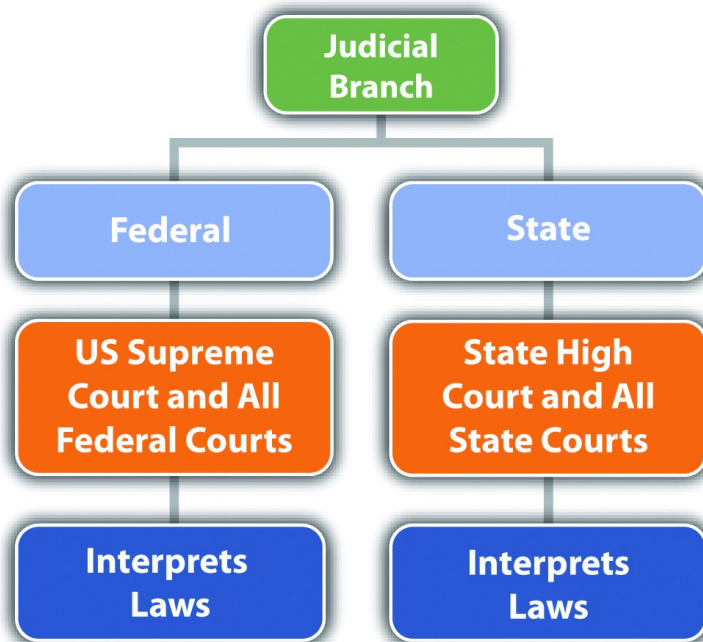 Judicial
Branch
Federal
State
US Supreme
Court and All
Federal Courts
State High
Court and All
State Courts
Interprets
Laws
Interprets
Laws